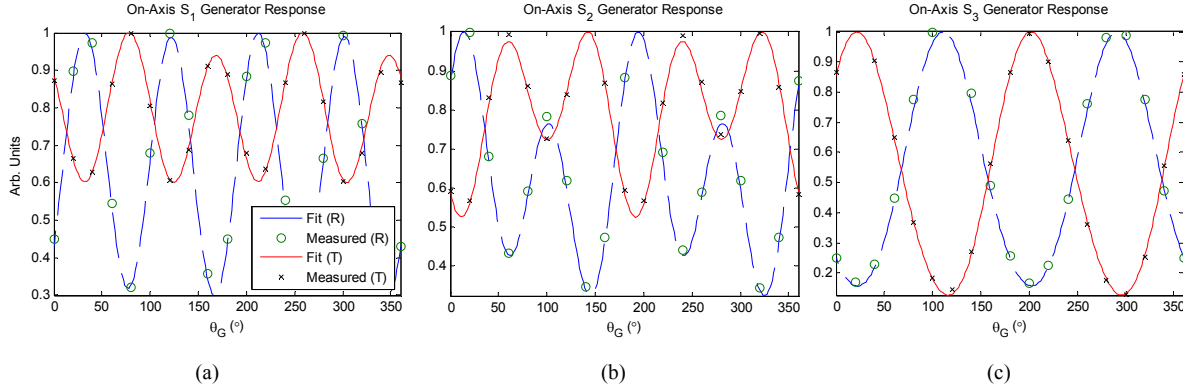 On-Axis S1 Generator Response
1
0.9
0.8
0.7
0.6
0.5
0.4
0.3
Arb. Units
0 50 100 150 200 250 300 350
θG (°)
Fit (R)
Measured (R)
Fit (T)
Measured (T)
(a)
On-Axis S2 Generator Response
1
0.9
0.8
0.7
0.6
0.5
0.4
0 50 100 150 200 250 300 350
θG (°)
(b)
On-Axis S3 Generator Response
1
0.9
0.8
0.7
0.6
0.5
0.4
0.3
0.2
0 50 100 150 200 250 300 350
θG (°)
(c)